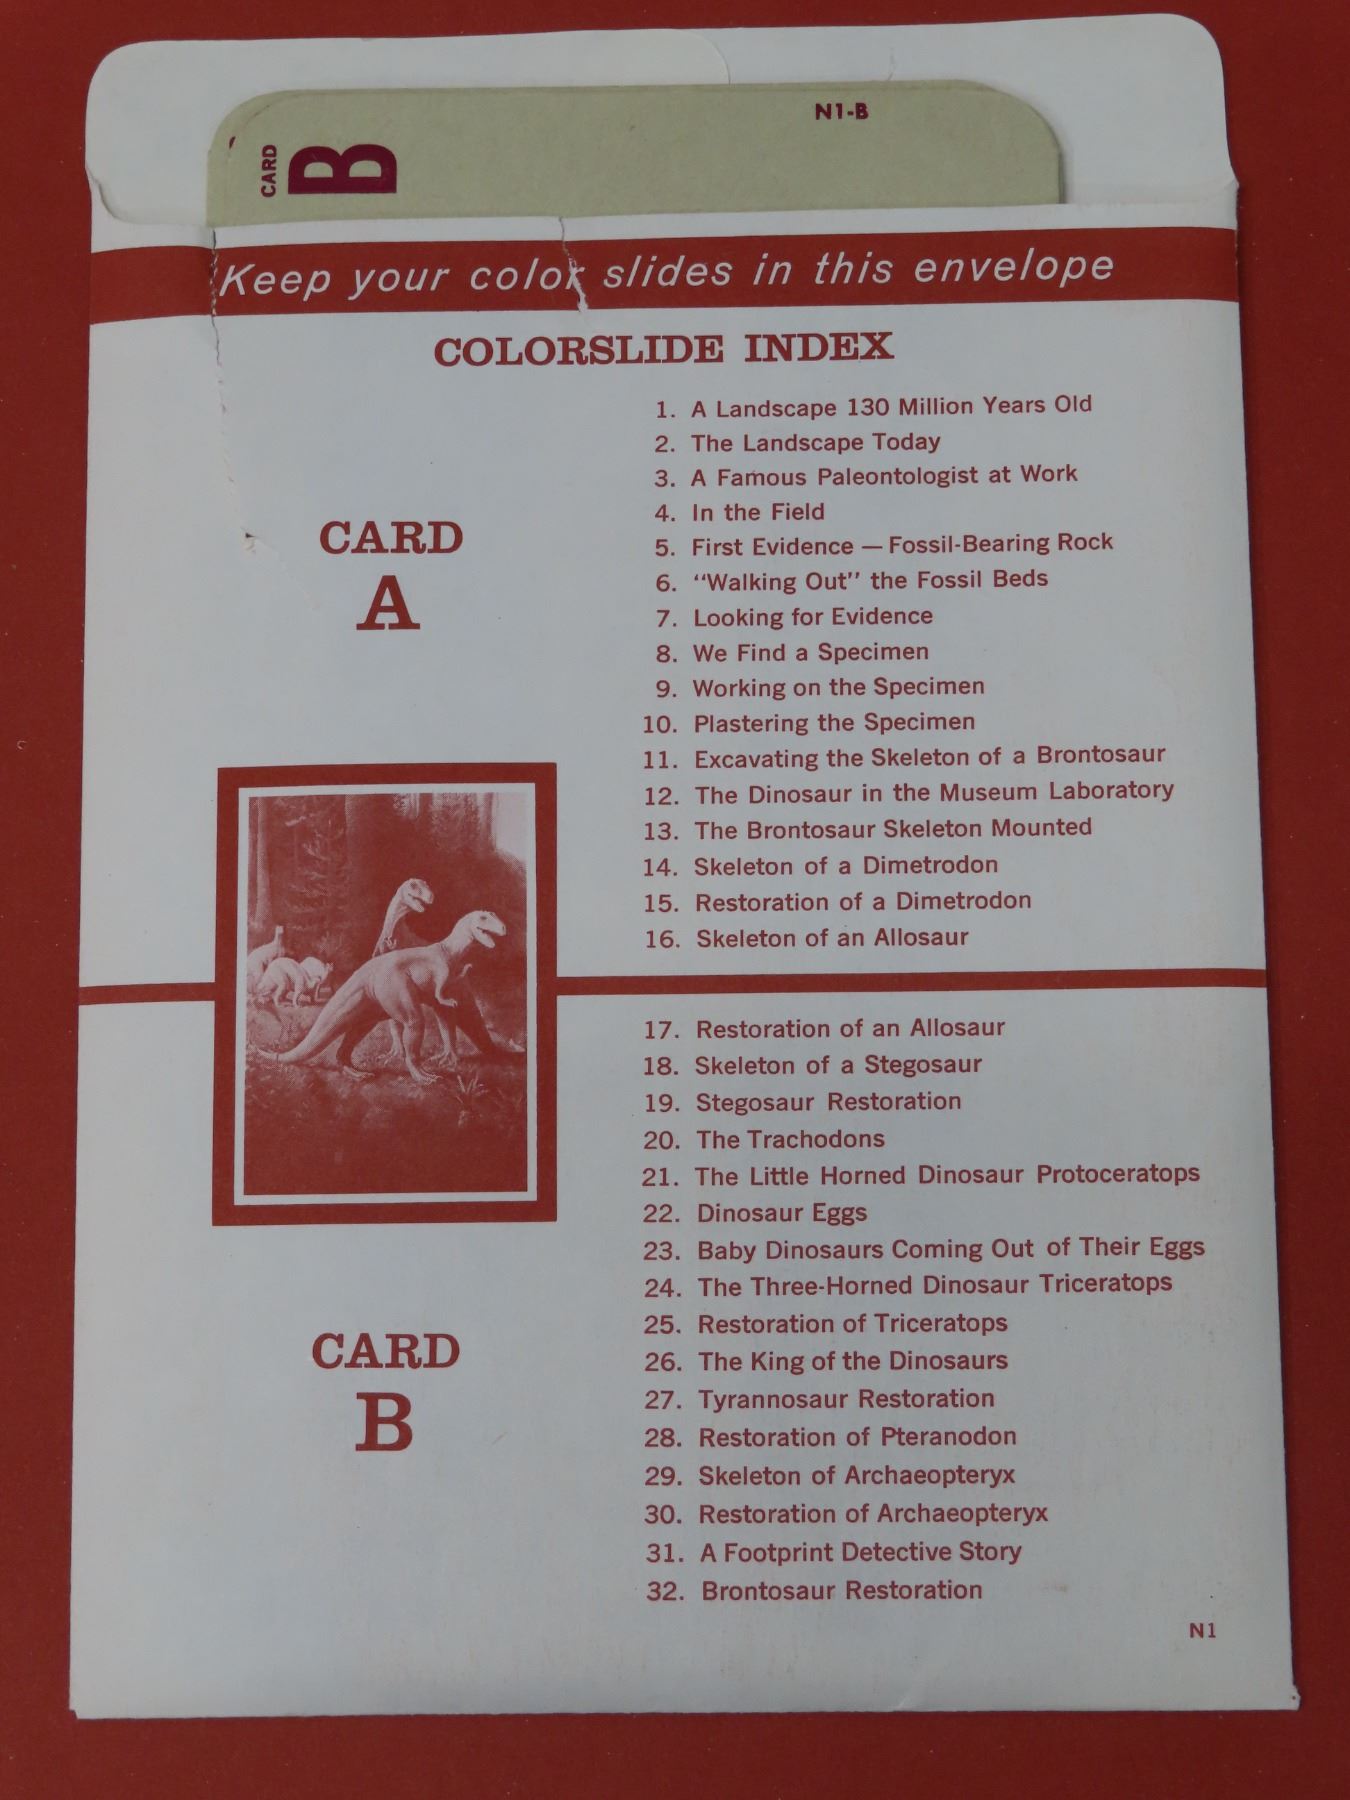 N1-B
CARD
B
Keep your color slides in this envelope
COLORSLIDE INDEX
CARD
A
1. A Landscape 130 Million Years Old
2. The Landscape Today
3. A Famous Paleontologist at Work
4. In the Field
5. First Evidence — Fossil-Bearing Rock
6. “Walking Out” the Fossil Beds
7. Looking for Evidence
8. We Find a Specimen
9. Working on the Specimen
10. Plastering the Specimen
11. Excavating the Skeleton of a Brontosaur
12. The Dinosaur in the Museum Laboratory
13. The Brontosaur Skeleton Mounted
14. Skeleton of a Dimetrodon
15. Restoration of a Dimetrodon
16. Skeleton of an Allosaur
CARD
B
17. Restoration of an Allosaur
18. Skeleton of a Stegosaur
19. Stegosaur Restoration
20. The Trachodons
21. The Little Horned Dinosaur Protoceratops
22. Dinosaur Eggs
23. Baby Dinosaurs Coming Out of Their Eggs
24. The Three-Horned Dinosaur Triceratops
25. Restoration of Triceratops
26. The King of the Dinosaurs
27. Tyrannosaur Restoration
28. Restoration of Pteranodon
29. Skeleton of Archaeopteryx
30. Restoration of Archaeopteryx
31. A Footprint Detective Story
32. Brontosaur Restoration
N1